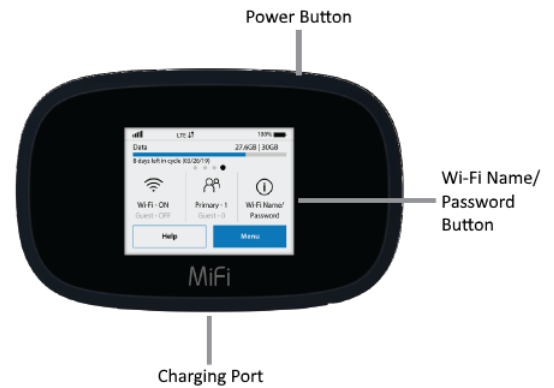 Power Button
LTE 100%
Data 27.6GB | 30GB
8 days left in cycle (03/26/19)
Wi-Fi - ON Primary - 1 Wi-Fi Name/
Guest - OFF Guest - 0 Password
Help Menu
MiFi
Wi-Fi Name/
Password
Button
Charging Port